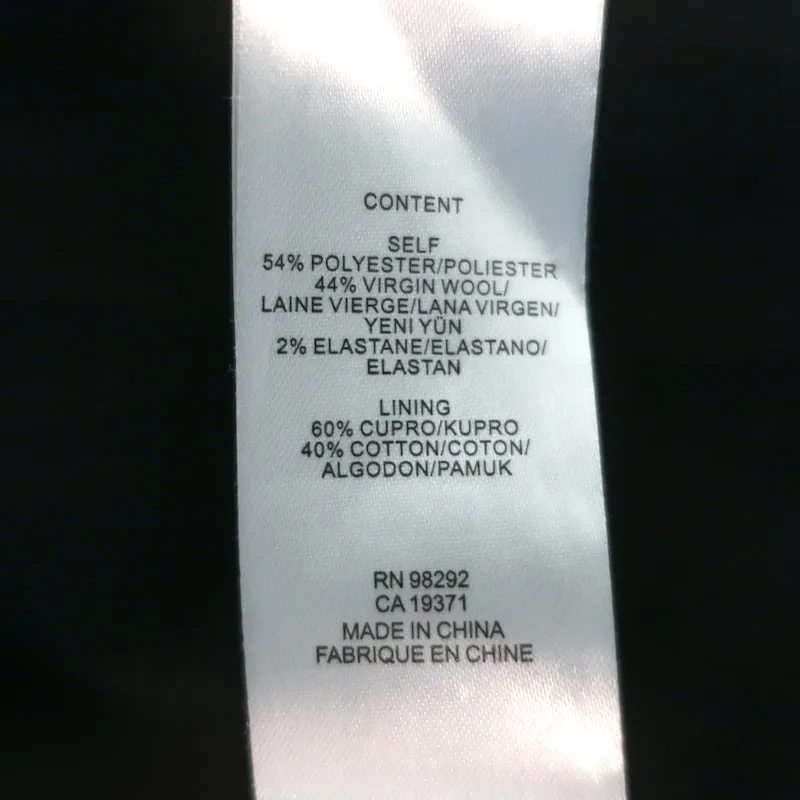 CONTENT
SELF
54% POLYESTER/POLIESTER
44% VIRGIN WOOL/
LAINE VIERGE/LANA VIRGEN/
YENI YÜN
2% ELASTANE/ELASTANO/
ELASTAN
LINING
60% CUPRO/KUPRO
40% COTTON/COTON/
ALGODON/PAMUK
RN 98292
CA 19371
MADE IN CHINA
FABRIQUE EN CHINE